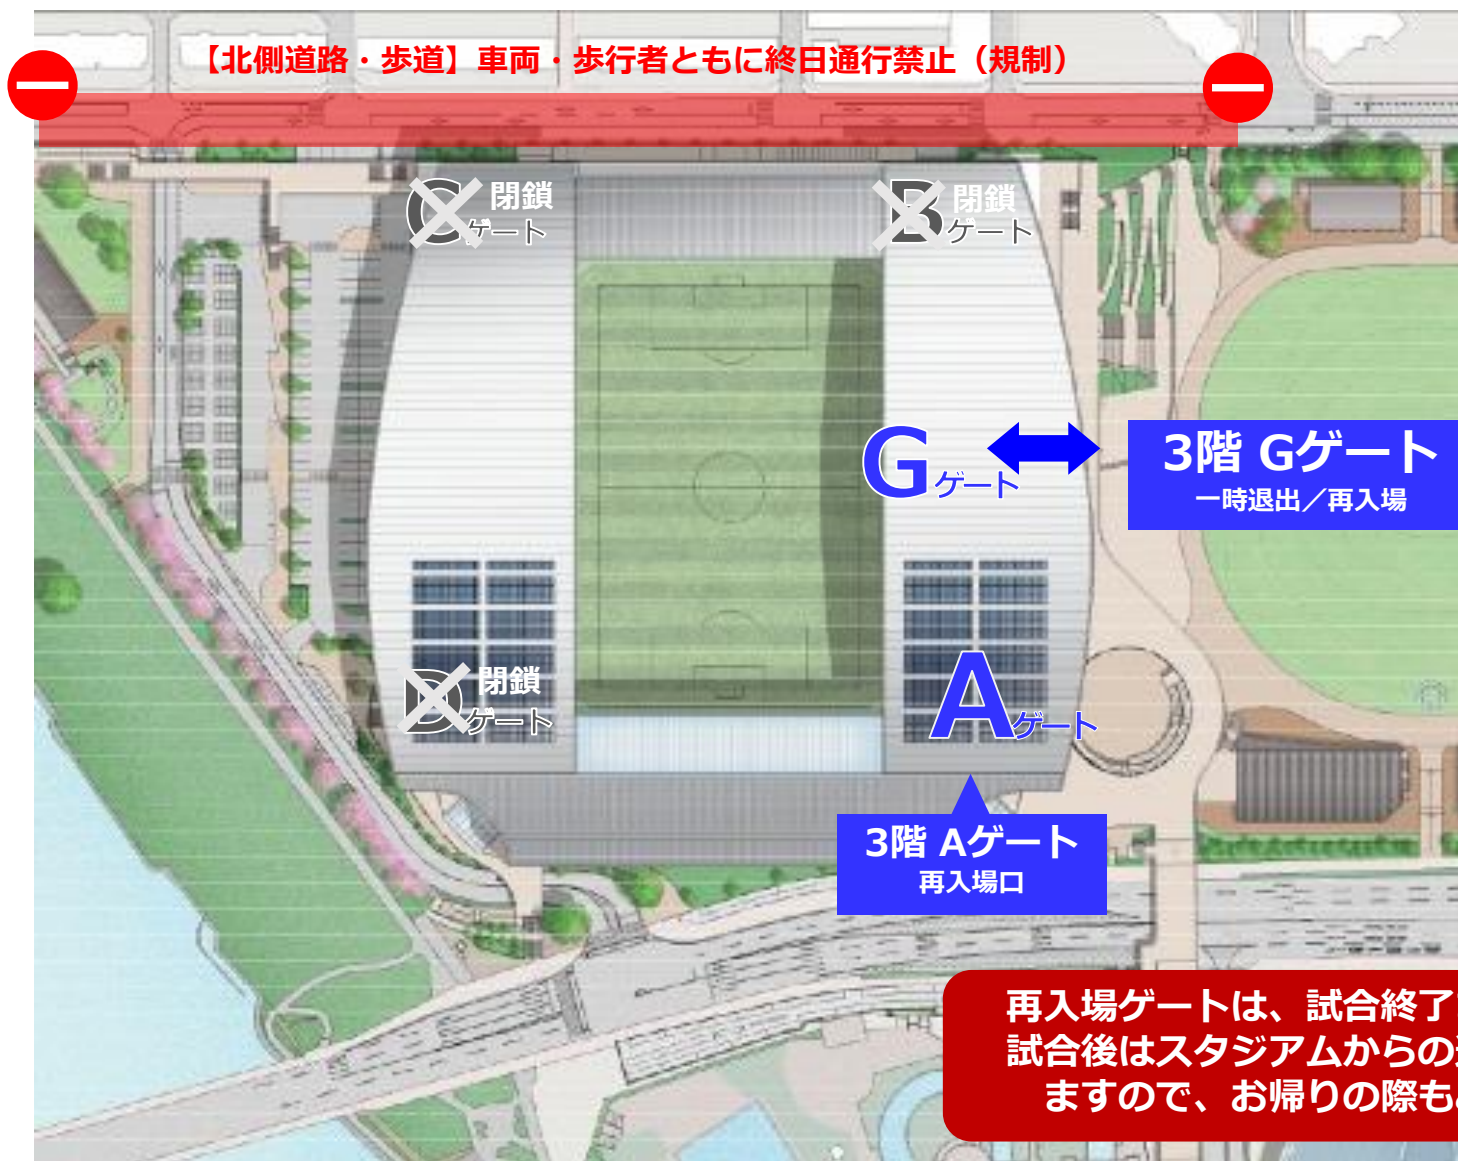 【北側道路・歩道】車両・歩行者ともに終日通行禁止（規制）
C 閉鎖
ゲート
B 閉鎖
ゲート
G ゲート
3階 Gゲート
一時退出／再入場
D 閉鎖
ゲート
A ゲート
3階 Aゲート
再入場口
再入場ゲートは、試合終了
試合後はスタジアムからの
ますので、お帰りの際も